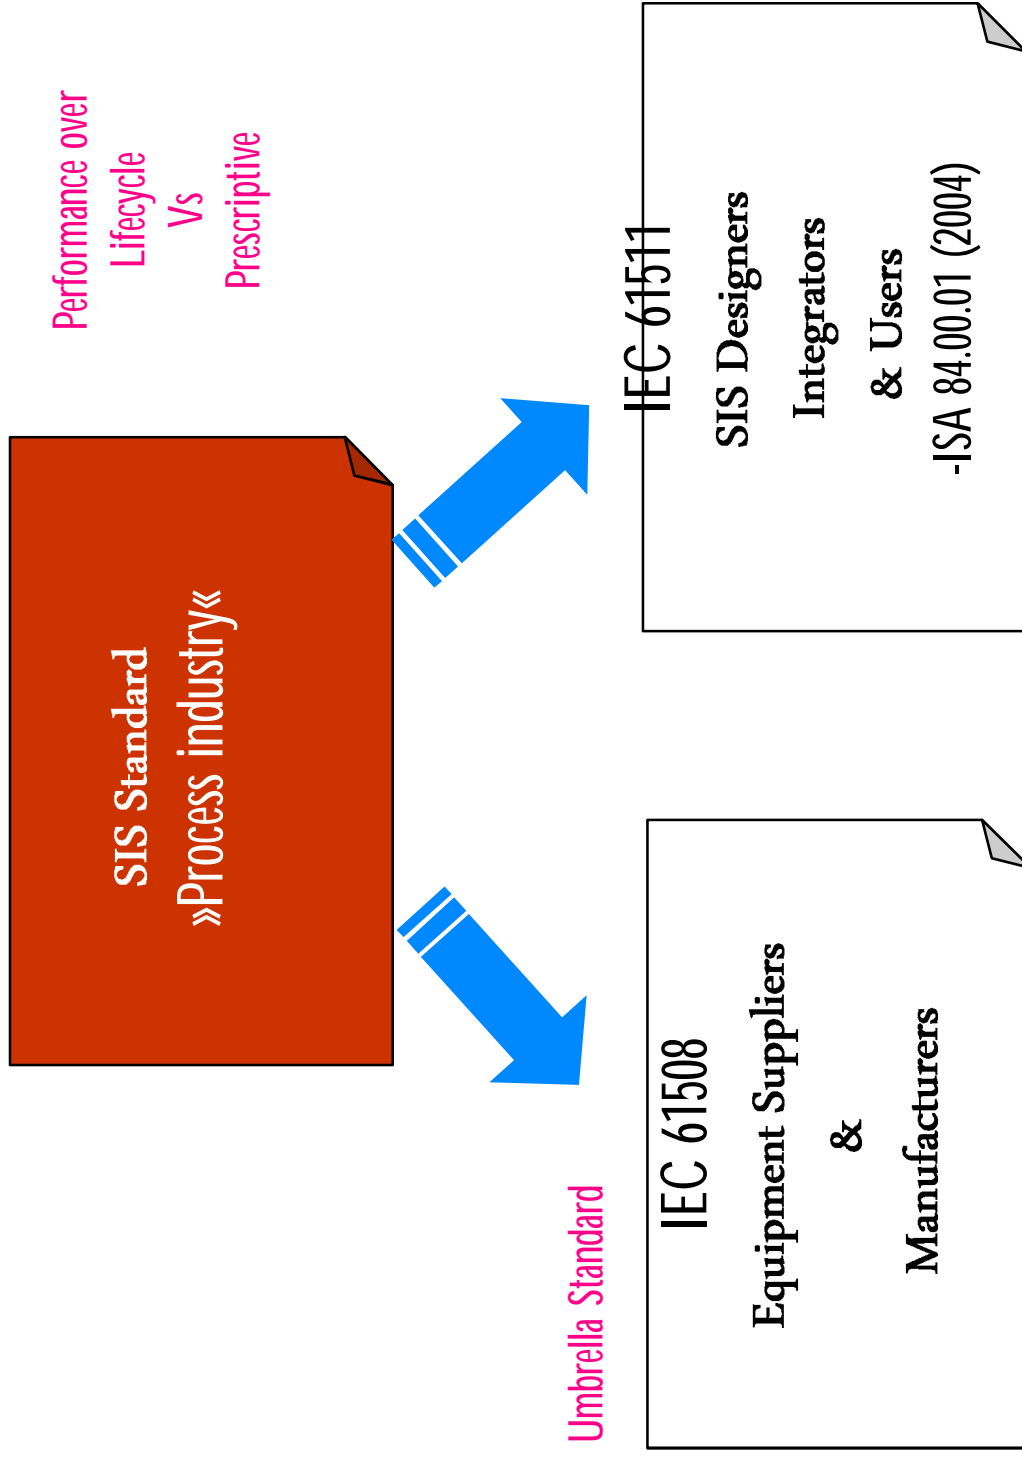 Performance over
Lifecycle
Vs
Prescriptive
SIS Standard
»Process industry«
Umbrella Standard
IEC 61508
Equipment Suppliers
&
Manufacturers
IEC 61511
SIS Designers
Integrators
& Users
-ISA 84.00.01 (2004)